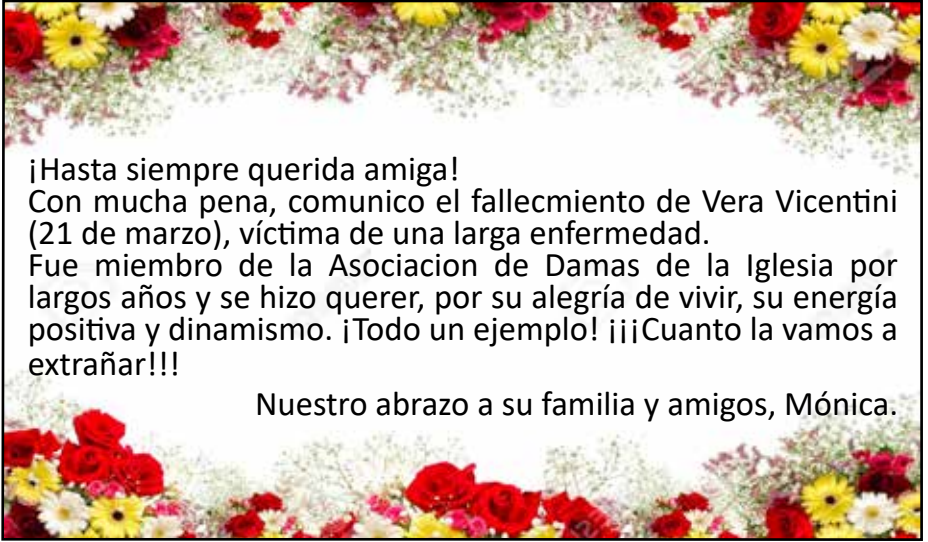 ¡Hasta siempre querida amiga!
Con mucha pena, comunico el fallecmiento de Vera Vicentini
(21 de marzo), víctima de una larga enfermedad.
Fue miembro de la Asociacion de Damas de la Iglesia por
largos años y se hizo querer, por su alegría de vivir, su energía
positiva y dinamismo. ¡Todo un ejemplo! ¡¡¡Cuanto la vamos a
extrañar!!!
Nuestro abrazo a su familia y amigos, Mónica.